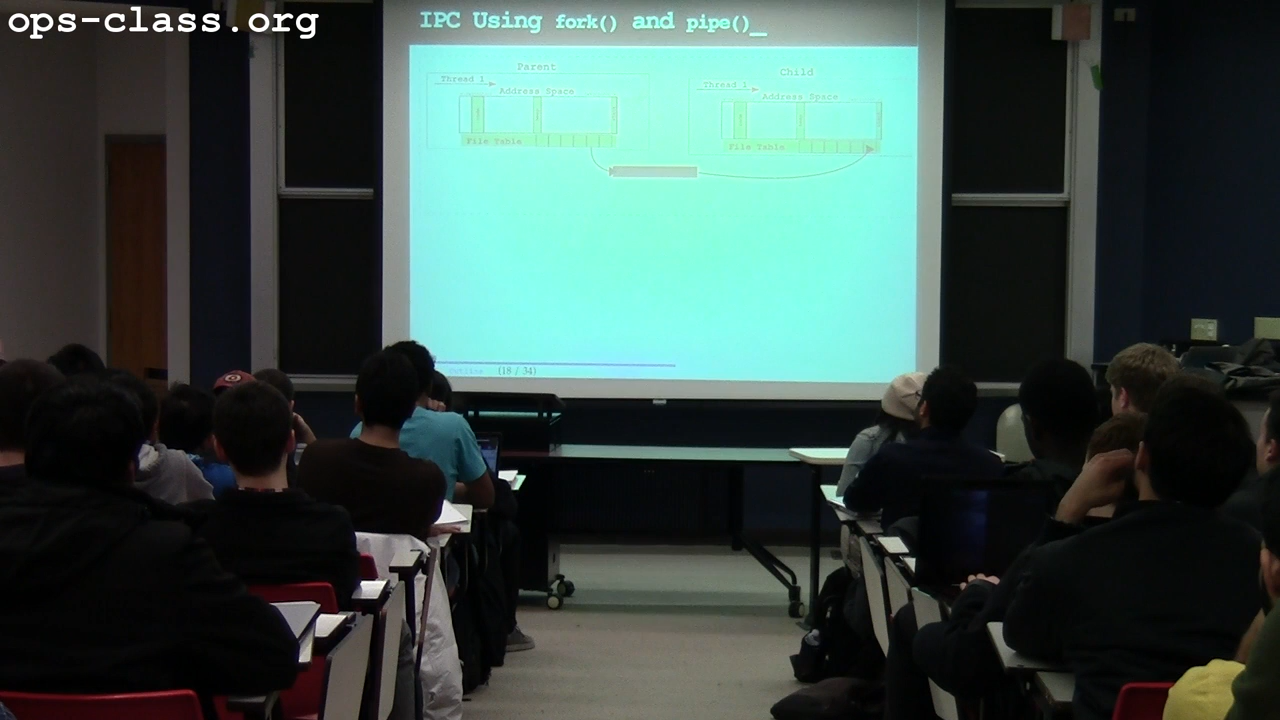 ops-class.org
IPC Using fork() and pipe()_
Parent
Child
Thread 1
Thread 1
Address Space
Address Space
File Table
File Table
Outline (18 / 34)